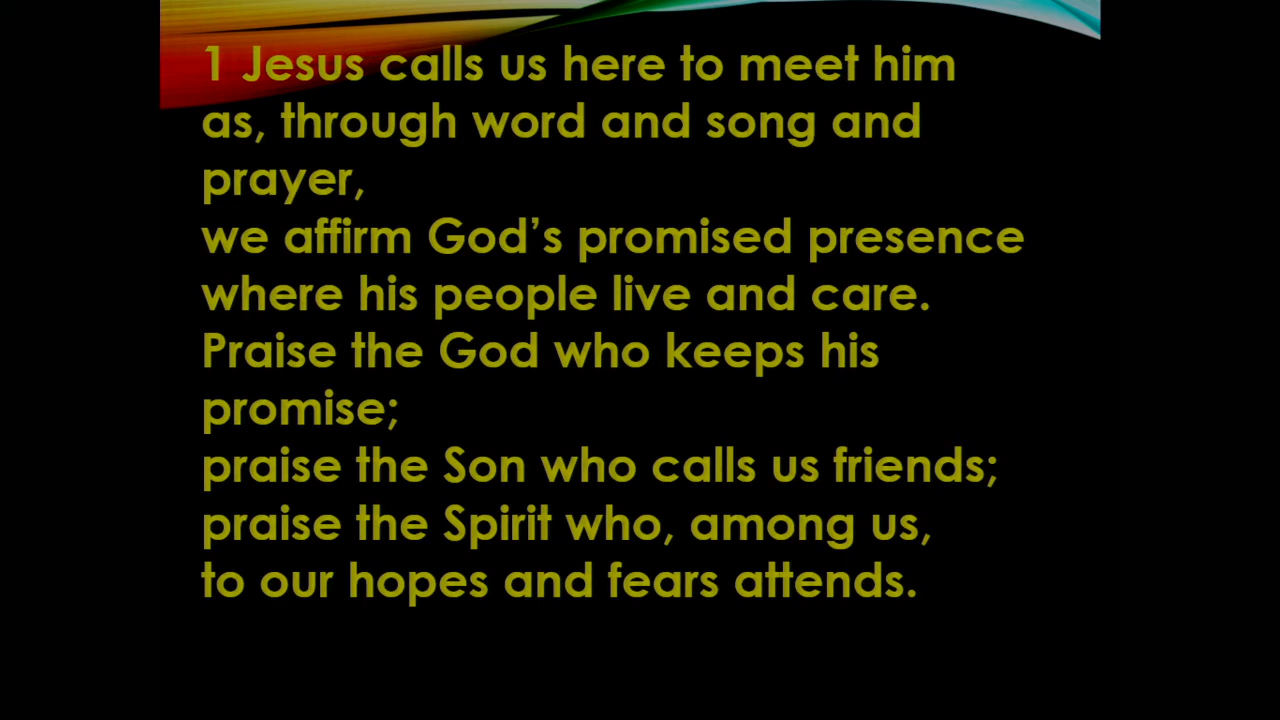 1 Jesus calls us here to meet him
as, through word and song and
prayer,
we affirm God’s promised presence
where his people live and care.
Praise the God who keeps his
promise;
praise the Son who calls us friends;
praise the Spirit who, among us,
to our hopes and fears attends.